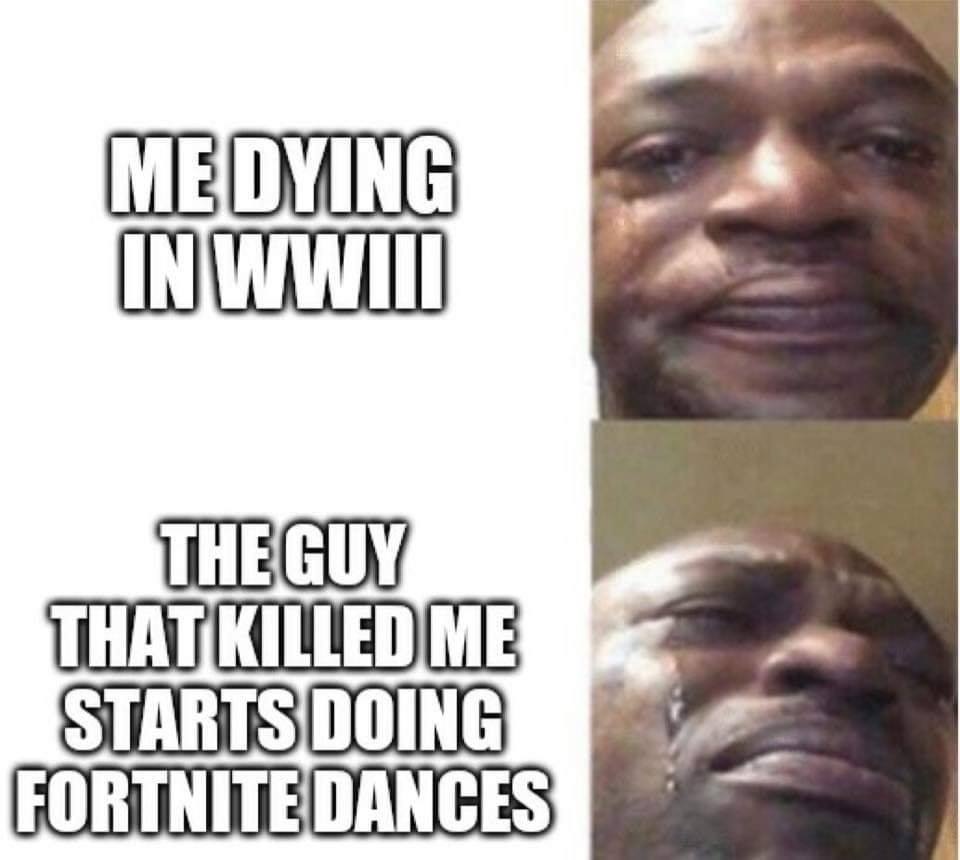 ME DYING
IN WWIII
THE GUY
THAT KILLED ME
STARTS DOING
FORTNITE DANCES